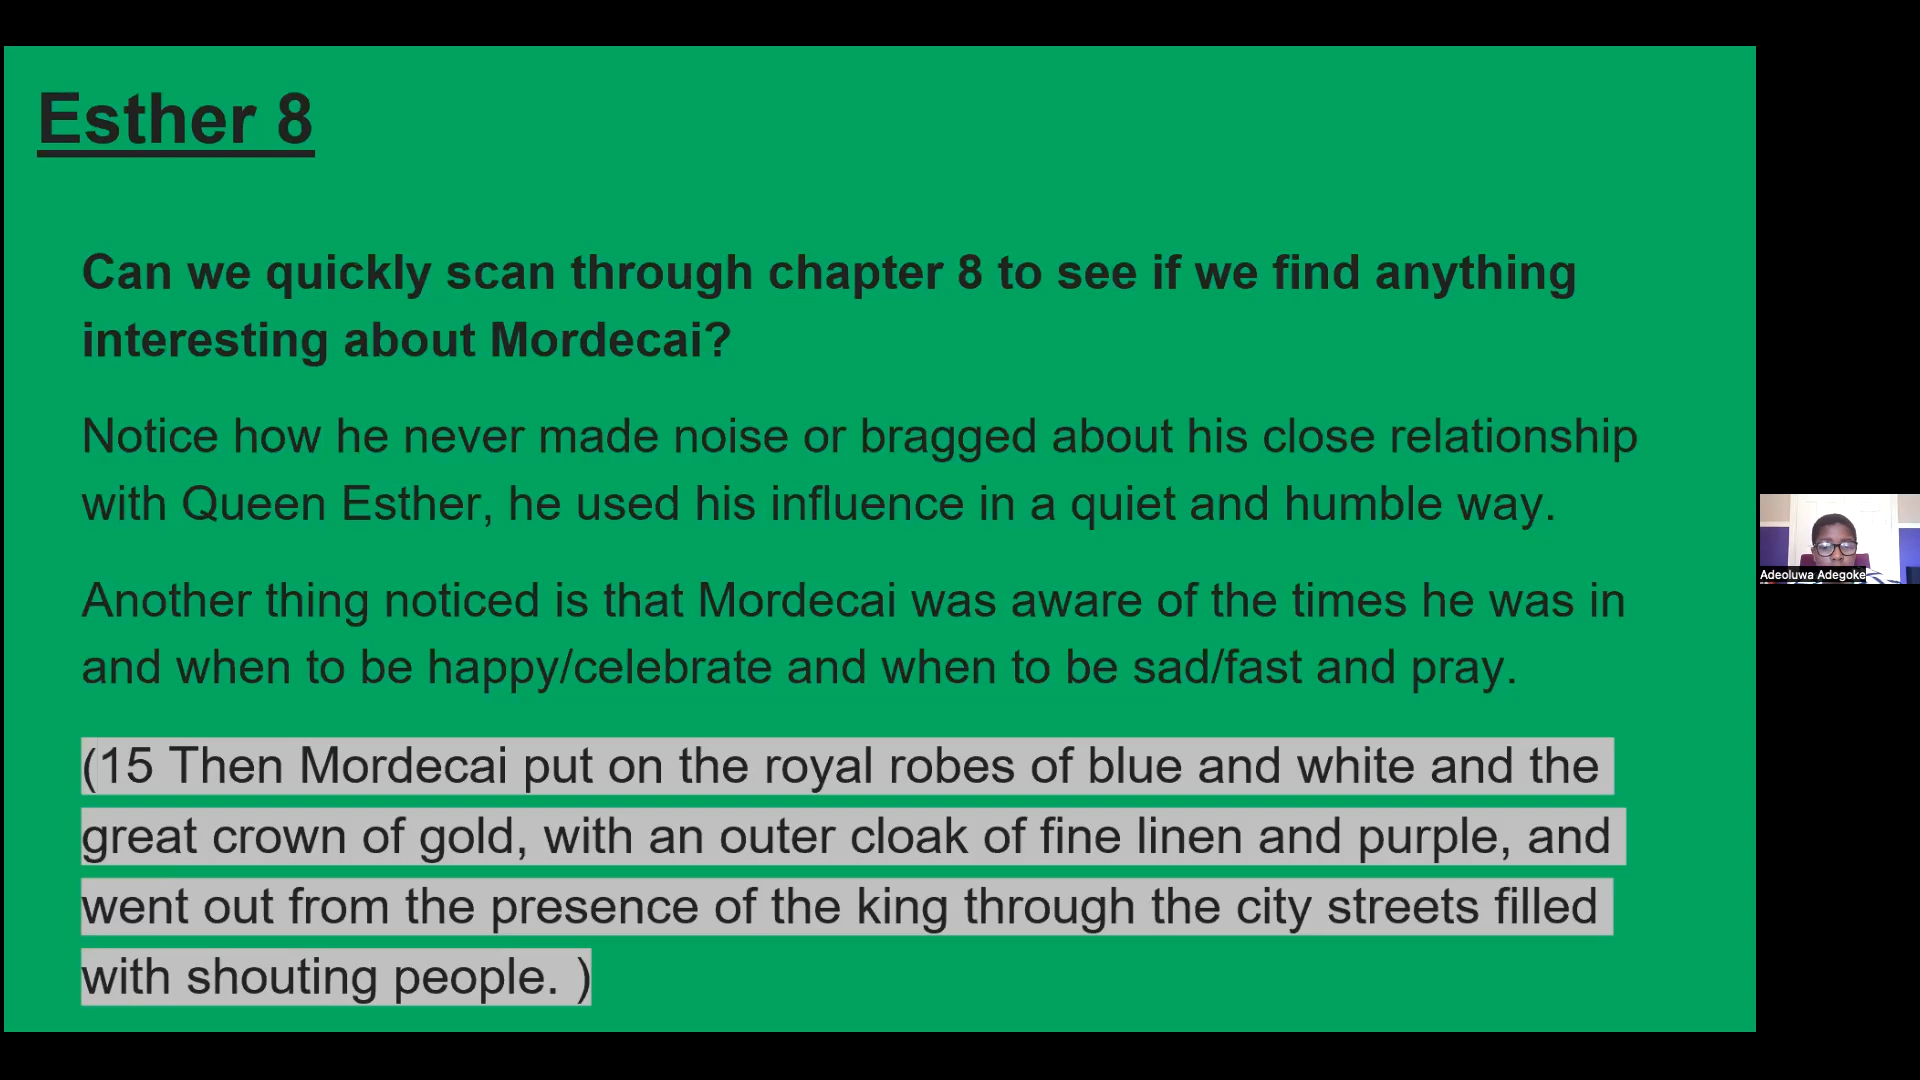 Esther 8
Can we quickly scan through chapter 8 to see if we find anything
interesting about Mordecai?
Notice how he never made noise or bragged about his close relationship
with Queen Esther, he used his influence in a quiet and humble way.
Another thing noticed is that Mordecai was aware of the times he was in
and when to be happy/celebrate and when to be sad/fast and pray.
(15 Then Mordecai put on the royal robes of blue and white and the
great crown of gold, with an outer cloak of fine linen and purple, and
went out from the presence of the king through the city streets filled
with shouting people. )
Adeoluwa Adegoke